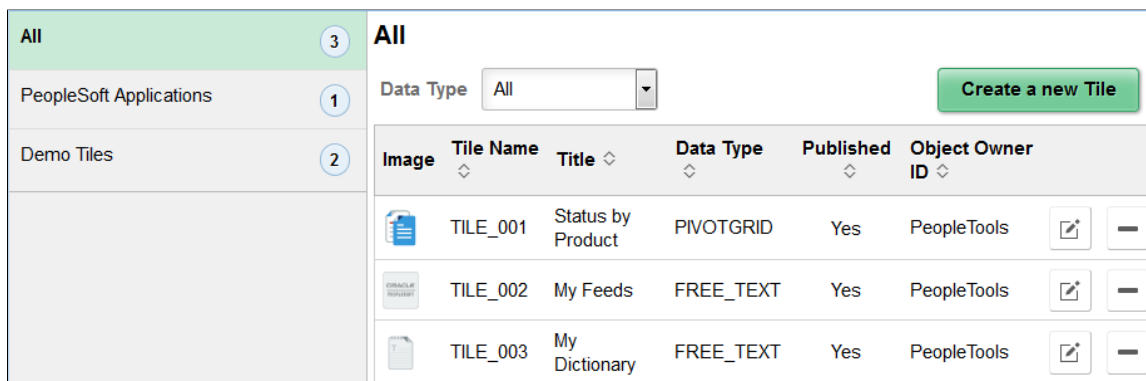 All
3
PeopleSoft Applications
1
Demo Tiles
2
All
Data Type All
Create a new Tile
Image Tile Name Title Data Type Published Object Owner ID
TILE_001 Status by Product PIVOTGRID Yes PeopleTools
ORACLE
TILE_002 My Feeds FREE_TEXT Yes PeopleTools
T
TILE_003 My Dictionary FREE_TEXT Yes PeopleTools